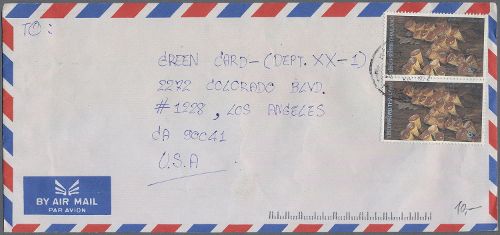 TO:
GREEN CARD-(DEPT. XX-1)
2272 COLORADO BLVD.
#1228, LOS ANGELES
CA 90041
U.S.A
BY AIR MAIL
PAR AVION
10,-